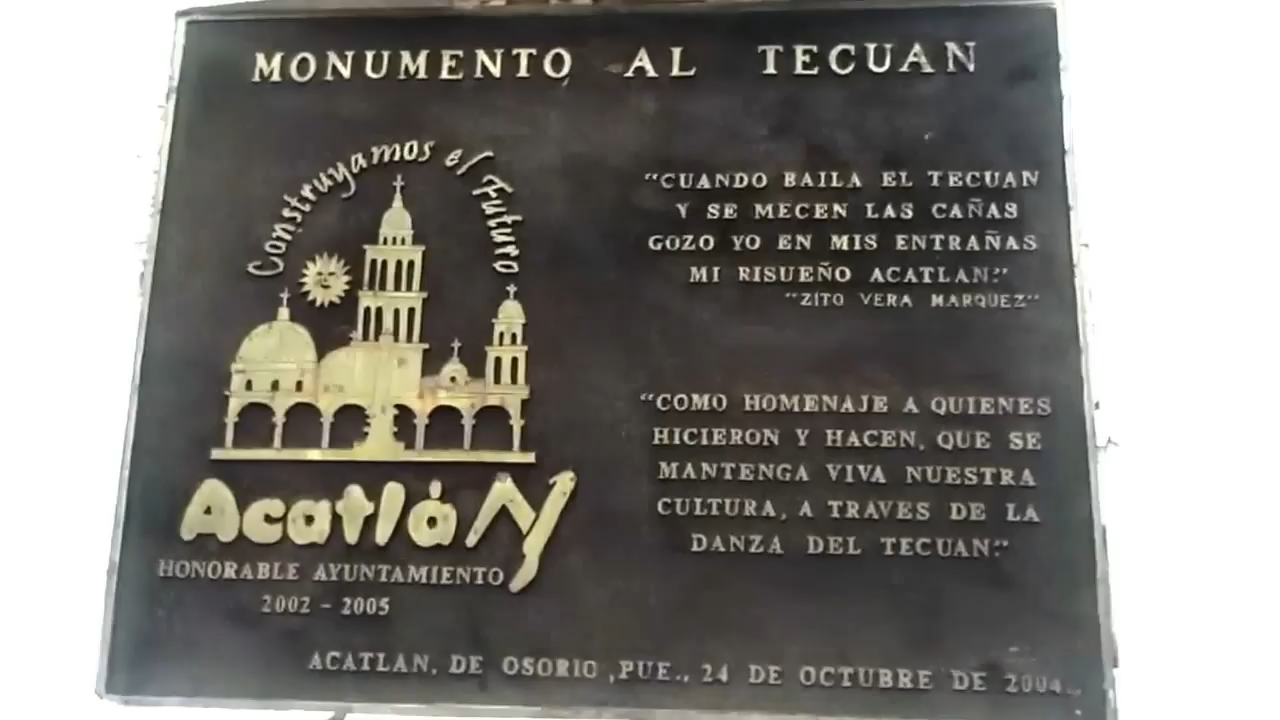 MONUMENTO AL TECUAN
Construyamos el Futuro
Acatlán
HONORABLE AYUNTAMIENTO
2002 - 2005
"CUANDO BAILA EL TECUAN
Y SE MECEN LAS CAÑAS
GOZO YO EN MIS ENTRAÑAS
MI RISUEÑO ACATLAN."
"ZITO VERA MARQUEZ"
"COMO HOMENAJE A QUIENES
HICIERON Y HACEN, QUE SE
MANTENGA VIVA NUESTRA
CULTURA, A TRAVES DE LA
DANZA DEL TECUAN."
ACATLAN, DE OSORIO, PUE., 24 DE OCTUBRE DE 2004.